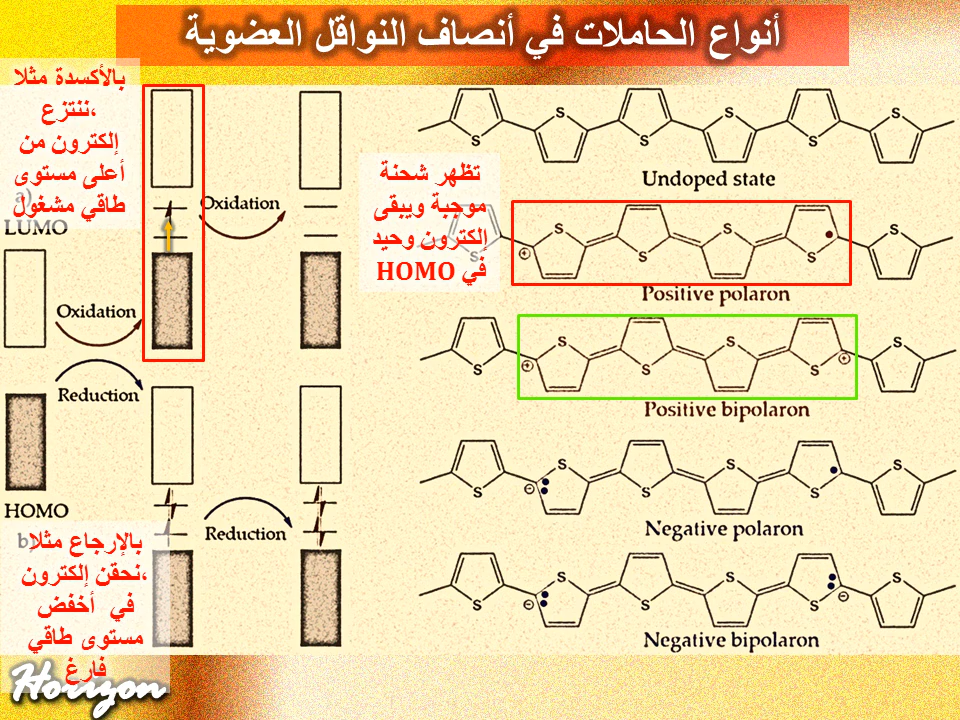 أنواع الحاملات في أنصاف النواقل العضوية
بالأكسدة مثلا
،ننتزع
إلكترون من
أعلى مستوى
طاقي مشغول
a)
LUMO
Oxidation
Oxidation
Reduction
HOMO
b)
Reduction
بالإرجاع مثلا
،نحقن إلكترون
في أخفض
مستوى طاقي
فارغ
تظهر شحنة
موجبة ويبقى
إلكترون وحيد
في HOMO
S S S S S S
Undoped state
S S S S S S
Positive polaron
S S S S S S
Positive bipolaron
S S S S S S
Negative polaron
S S S S S S
Negative bipolaron
Horizon